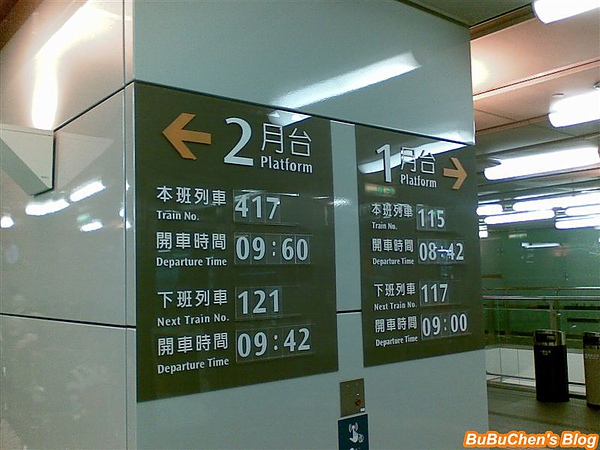 2月台
Platform
本班列車 417
Train No.
開車時間 09:60
Departure Time
下班列車 121
Next Train No.
開車時間 09:42
Departure Time
1月台
Platform
本班列車 115
Train No.
開車時間 08:42
Departure Time
下班列車 117
Next Train No.
開車時間 09:00
Departure Time
BuBuChen's Blog